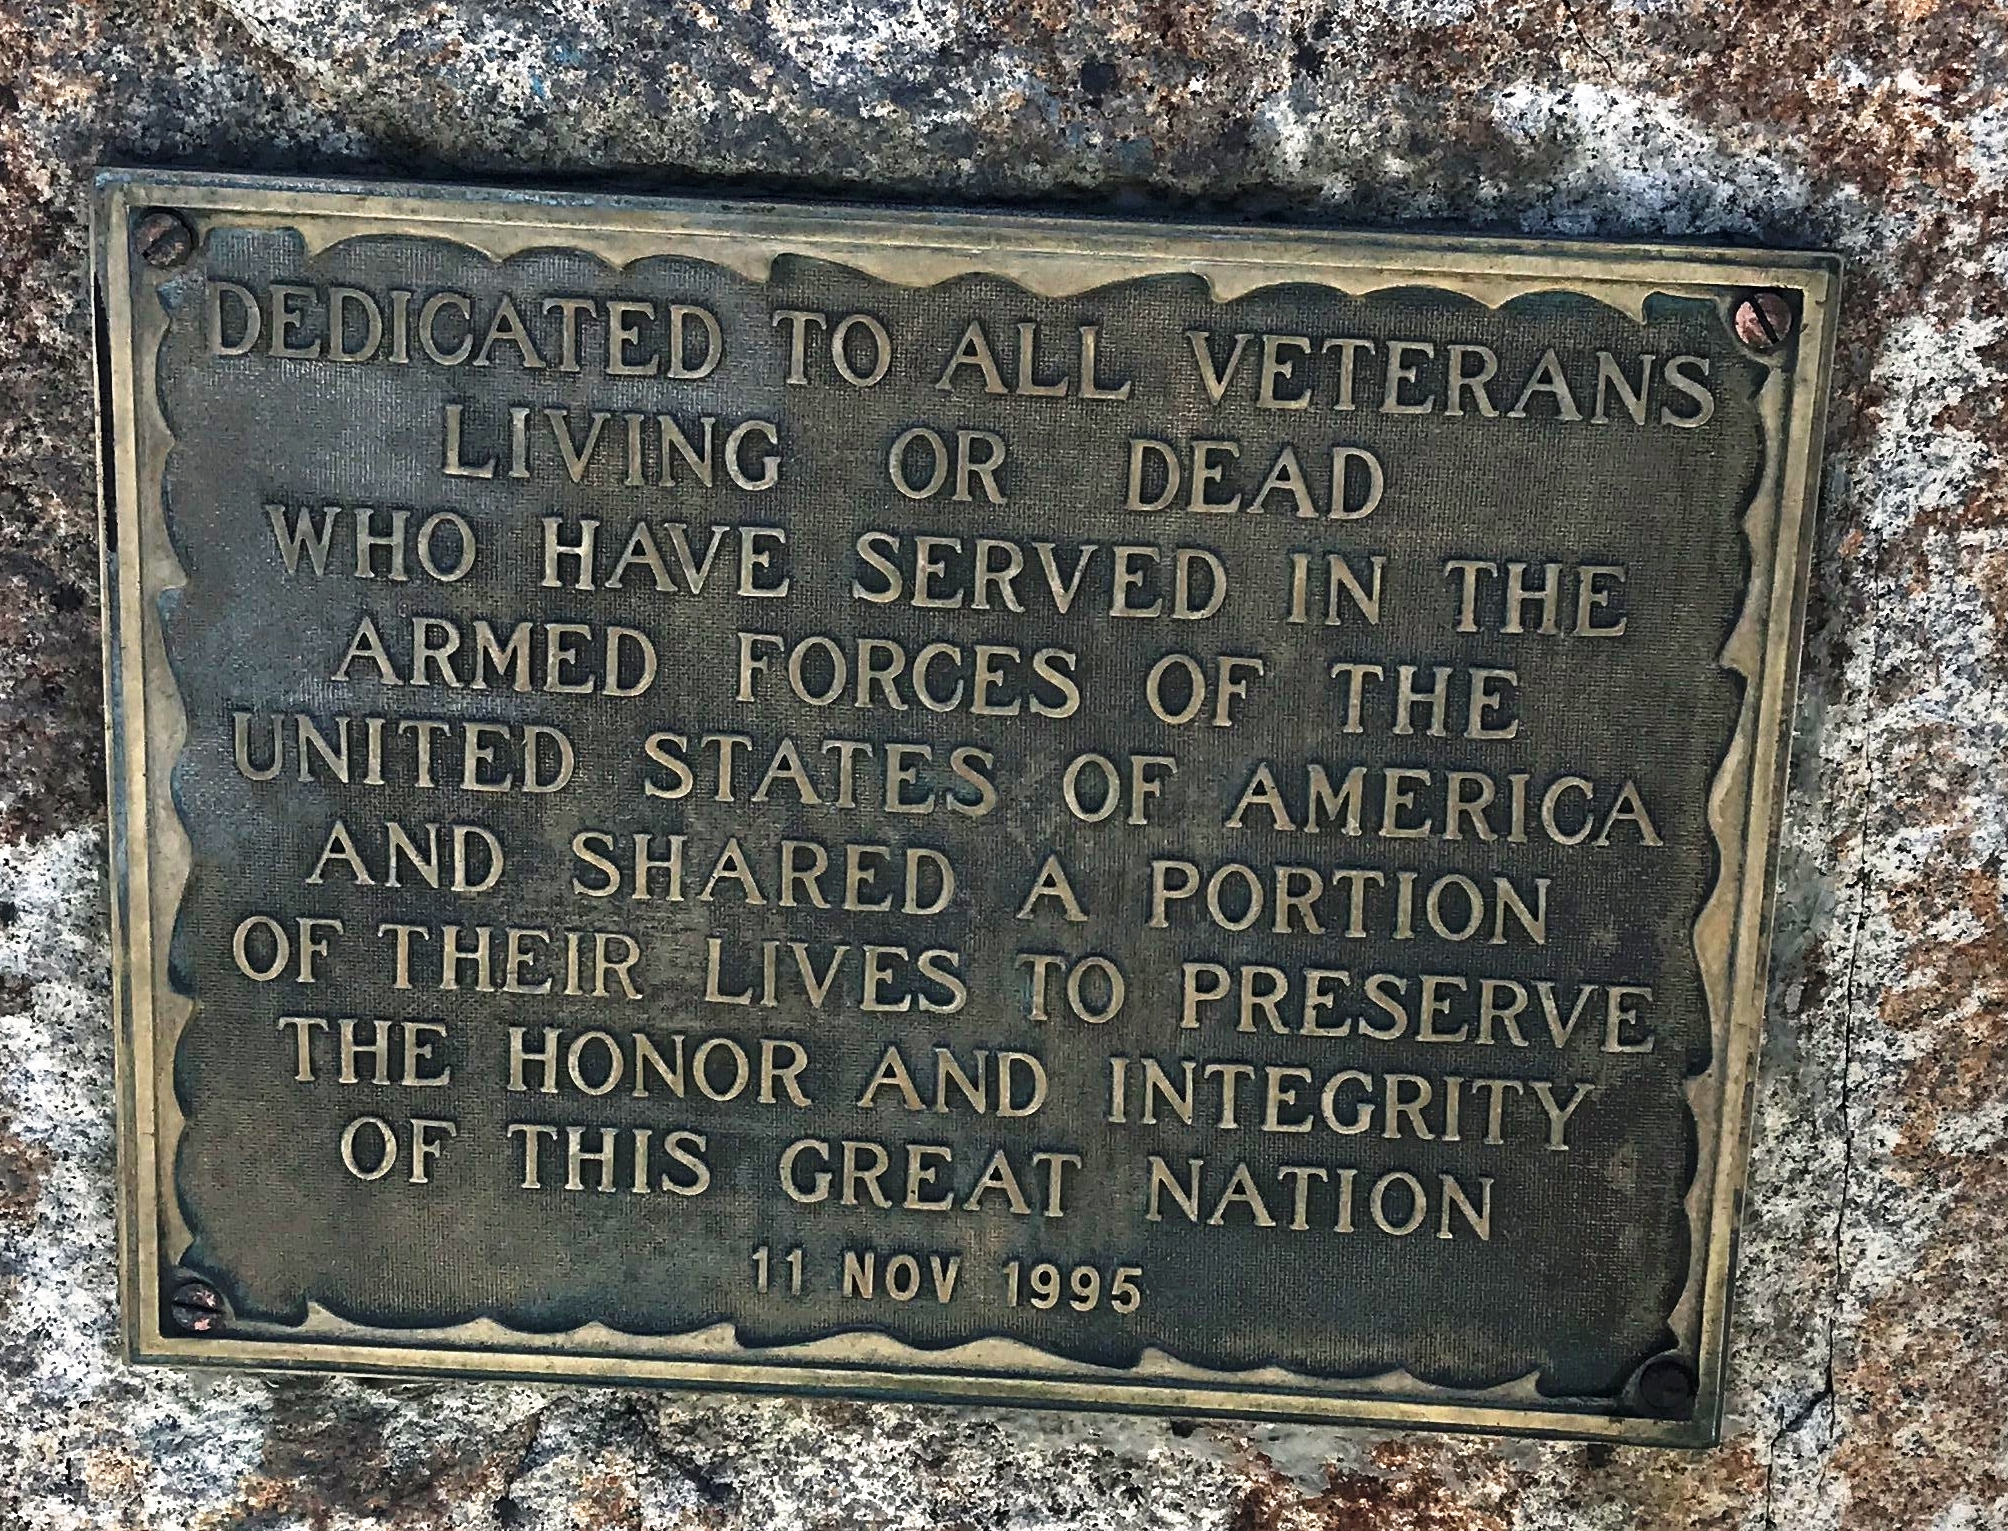 DEDICATED TO ALL VETERANS
LIVING OR DEAD
WHO HAVE SERVED IN THE
ARMED FORCES OF THE
UNITED STATES OF AMERICA
AND SHARED A PORTION
OF THEIR LIVES TO PRESERVE
THE HONOR AND INTEGRITY
OF THIS GREAT NATION
11 NOV 1995